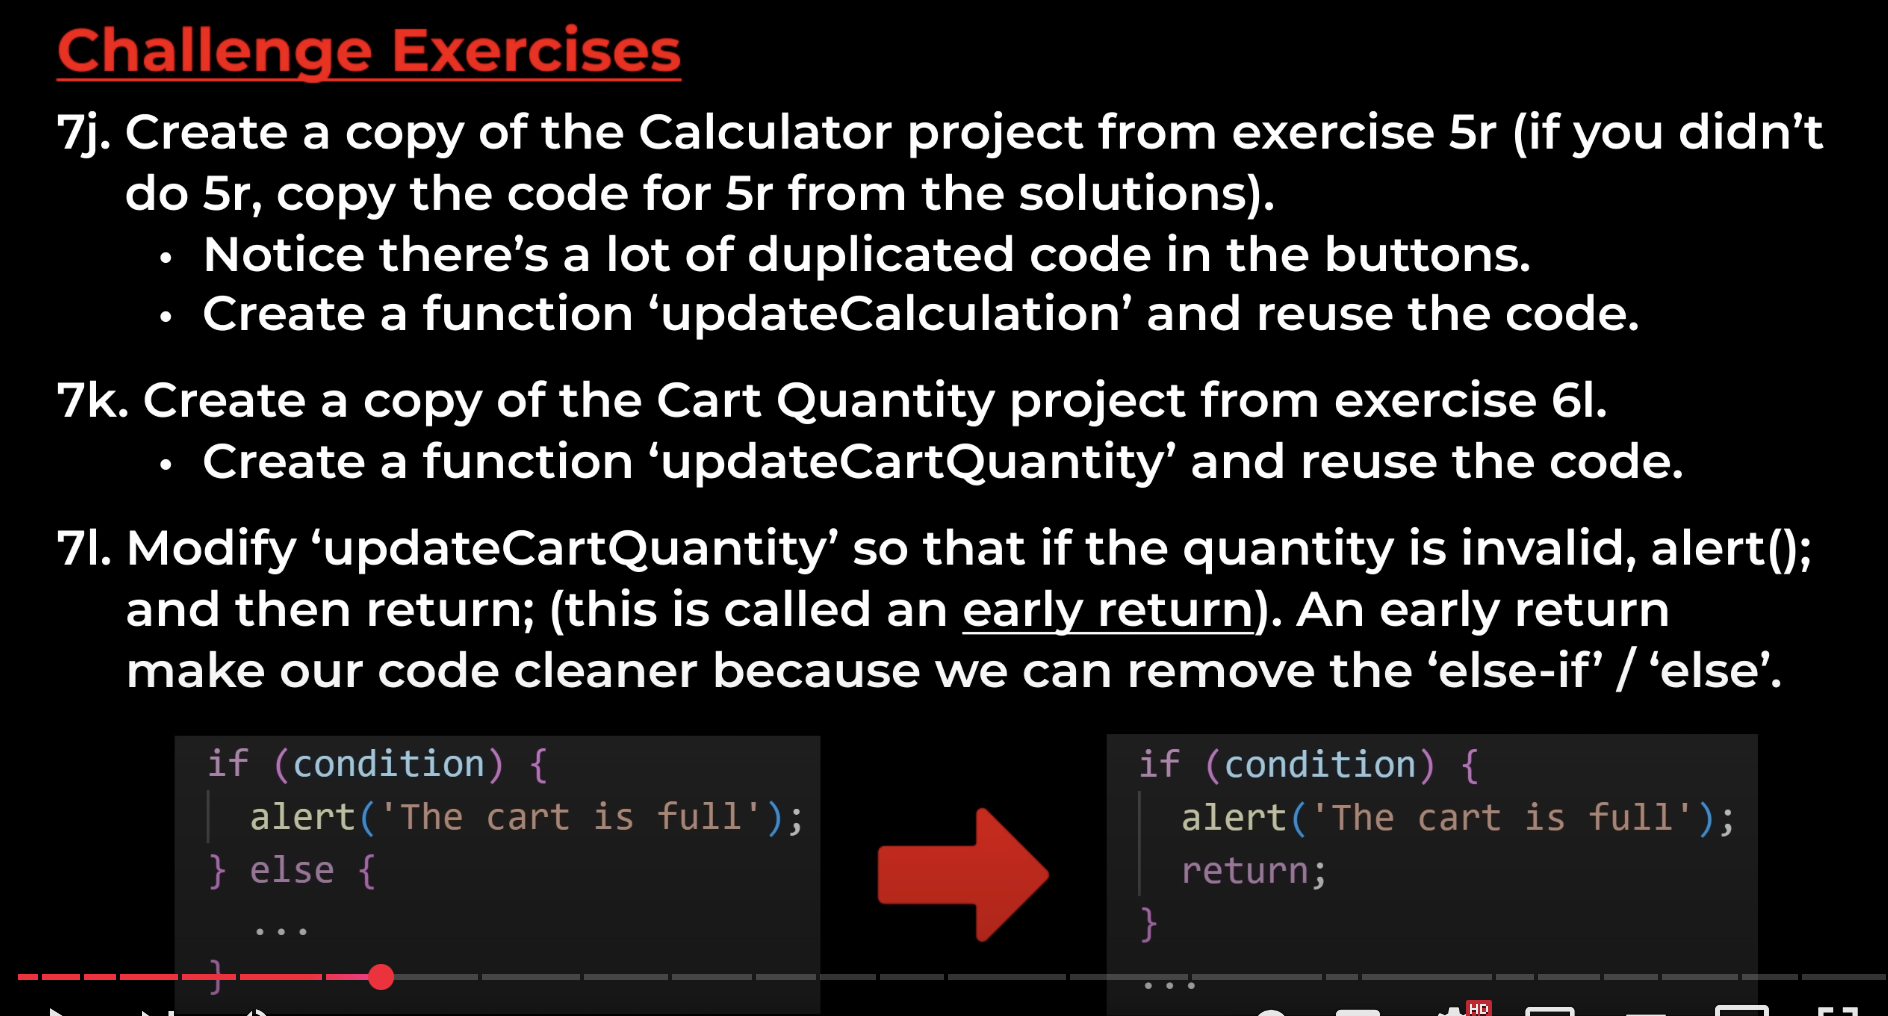 Challenge Exercises
7j. Create a copy of the Calculator project from exercise 5r (if you didn’t
do 5r, copy the code for 5r from the solutions).
• Notice there’s a lot of duplicated code in the buttons.
• Create a function ‘updateCalculation’ and reuse the code.
7k. Create a copy of the Cart Quantity project from exercise 6l.
• Create a function ‘updateCartQuantity’ and reuse the code.
7l. Modify ‘updateCartQuantity’ so that if the quantity is invalid, alert();
and then return; (this is called an early return). An early return
make our code cleaner because we can remove the ‘else-if’ / ‘else’.
if (condition) {
alert('The cart is full');
} else {
...
}
if (condition) {
alert('The cart is full');
return;
}
...
HD